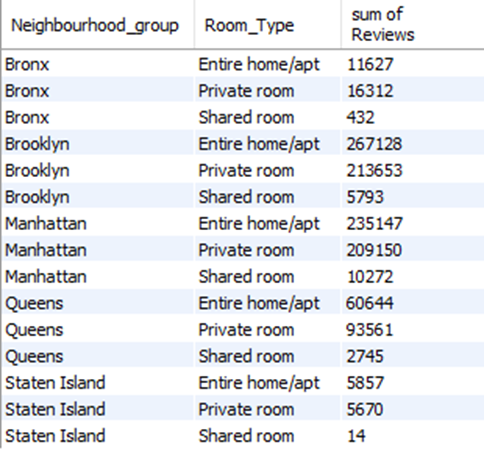 Neighbourhood_group Room_Type sum of Reviews
Bronx Entire home/apt 11627
Bronx Private room 16312
Bronx Shared room 432
Brooklyn Entire home/apt 267128
Brooklyn Private room 213653
Brooklyn Shared room 5793
Manhattan Entire home/apt 235147
Manhattan Private room 209150
Manhattan Shared room 10272
Queens Entire home/apt 60644
Queens Private room 93561
Queens Shared room 2745
Staten Island Entire home/apt 5857
Staten Island Private room 5670
Staten Island Shared room 14